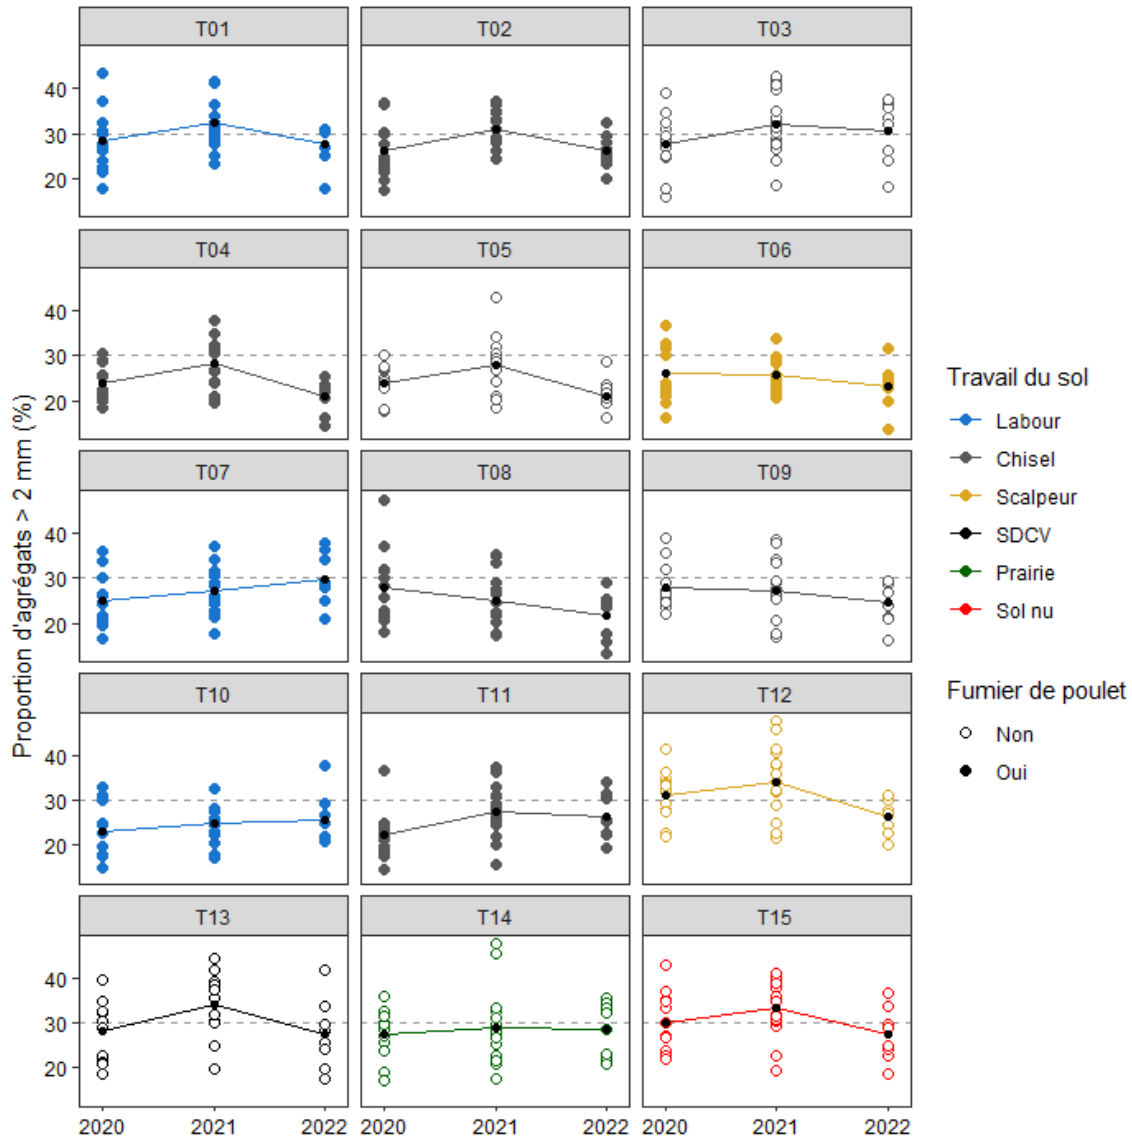 T01 T02 T03
40
30
20
T04 T05 T06
40
30
20
T07 T08 T09
40
30
20
T10 T11 T12
40
30
20
T13 T14 T15
40
30
20
2020 2021 2022 2020 2021 2022 2020 2021 2022
Proportion d'agrégats > 2 mm (%)
Travail du sol
Labour
Chisel
Scalpeur
SDCV
Prairie
Sol nu
Fumier de poulet
Non
Oui